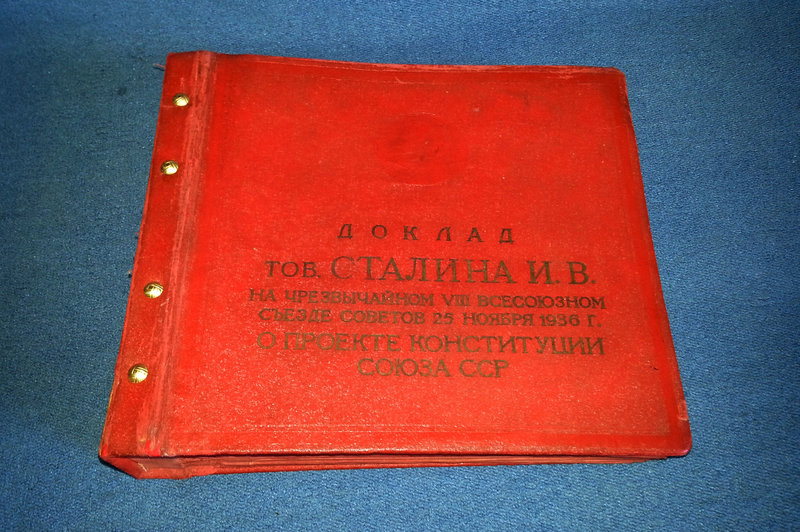 ДОКЛАД
ТОВ. СТАЛИНА И. В.
НА ЧРЕЗВЫЧАЙНОМ VIII ВСЕСОЮЗНОМ
СЪЕЗДЕ СОВЕТОВ 25 НОЯБРЯ 1936 Г.
О ПРОЕКТЕ КОНСТИТУЦИИ
СОЮЗА ССР